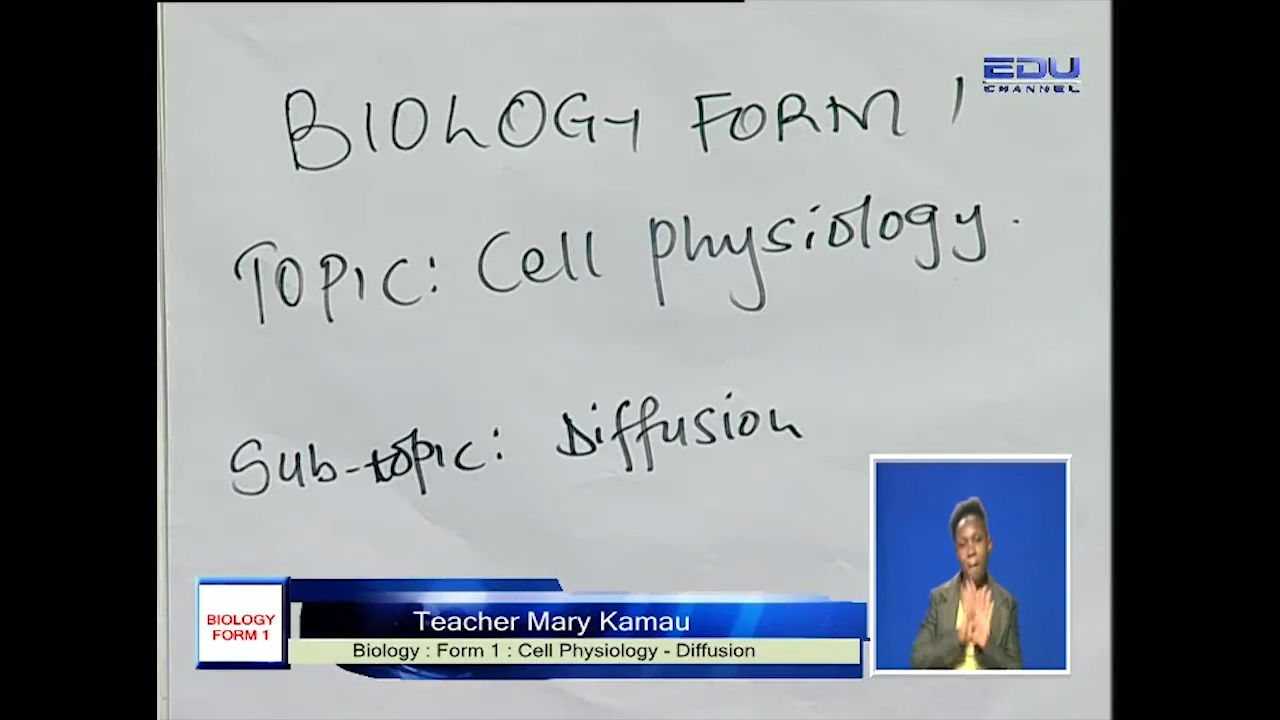 EDU
CHANNEL
BIOLOGY FORM 1
TOPIC: Cell physiology.
Sub-topic: Diffusion
BIOLOGY
FORM 1
Teacher Mary Kamau
Biology : Form 1 : Cell Physiology - Diffusion